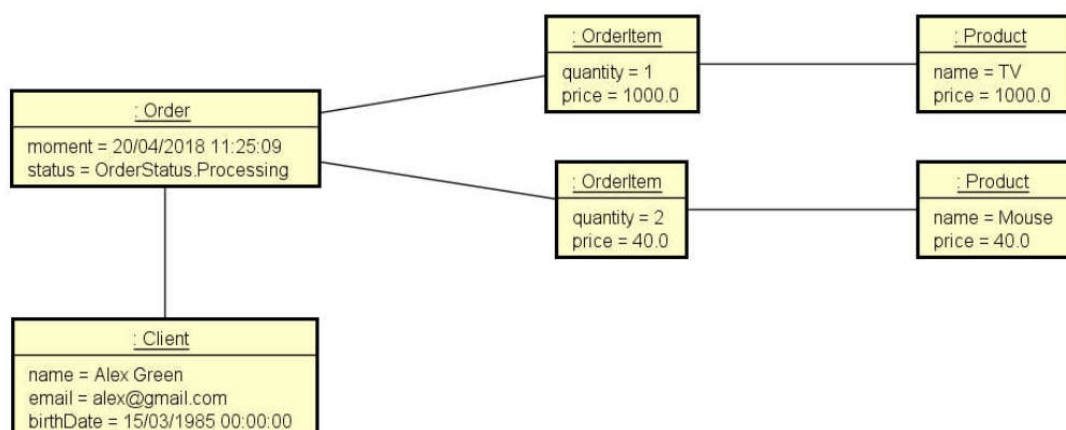 : OrderItem
quantity = 1
price = 1000.0
: Product
name = TV
price = 1000.0
: Order
moment = 20/04/2018 11:25:09
status = OrderStatus.Processing
: OrderItem
quantity = 2
price = 40.0
: Product
name = Mouse
price = 40.0
: Client
name = Alex Green
email = alex@gmail.com
birthDate = 15/03/1985 00:00:00